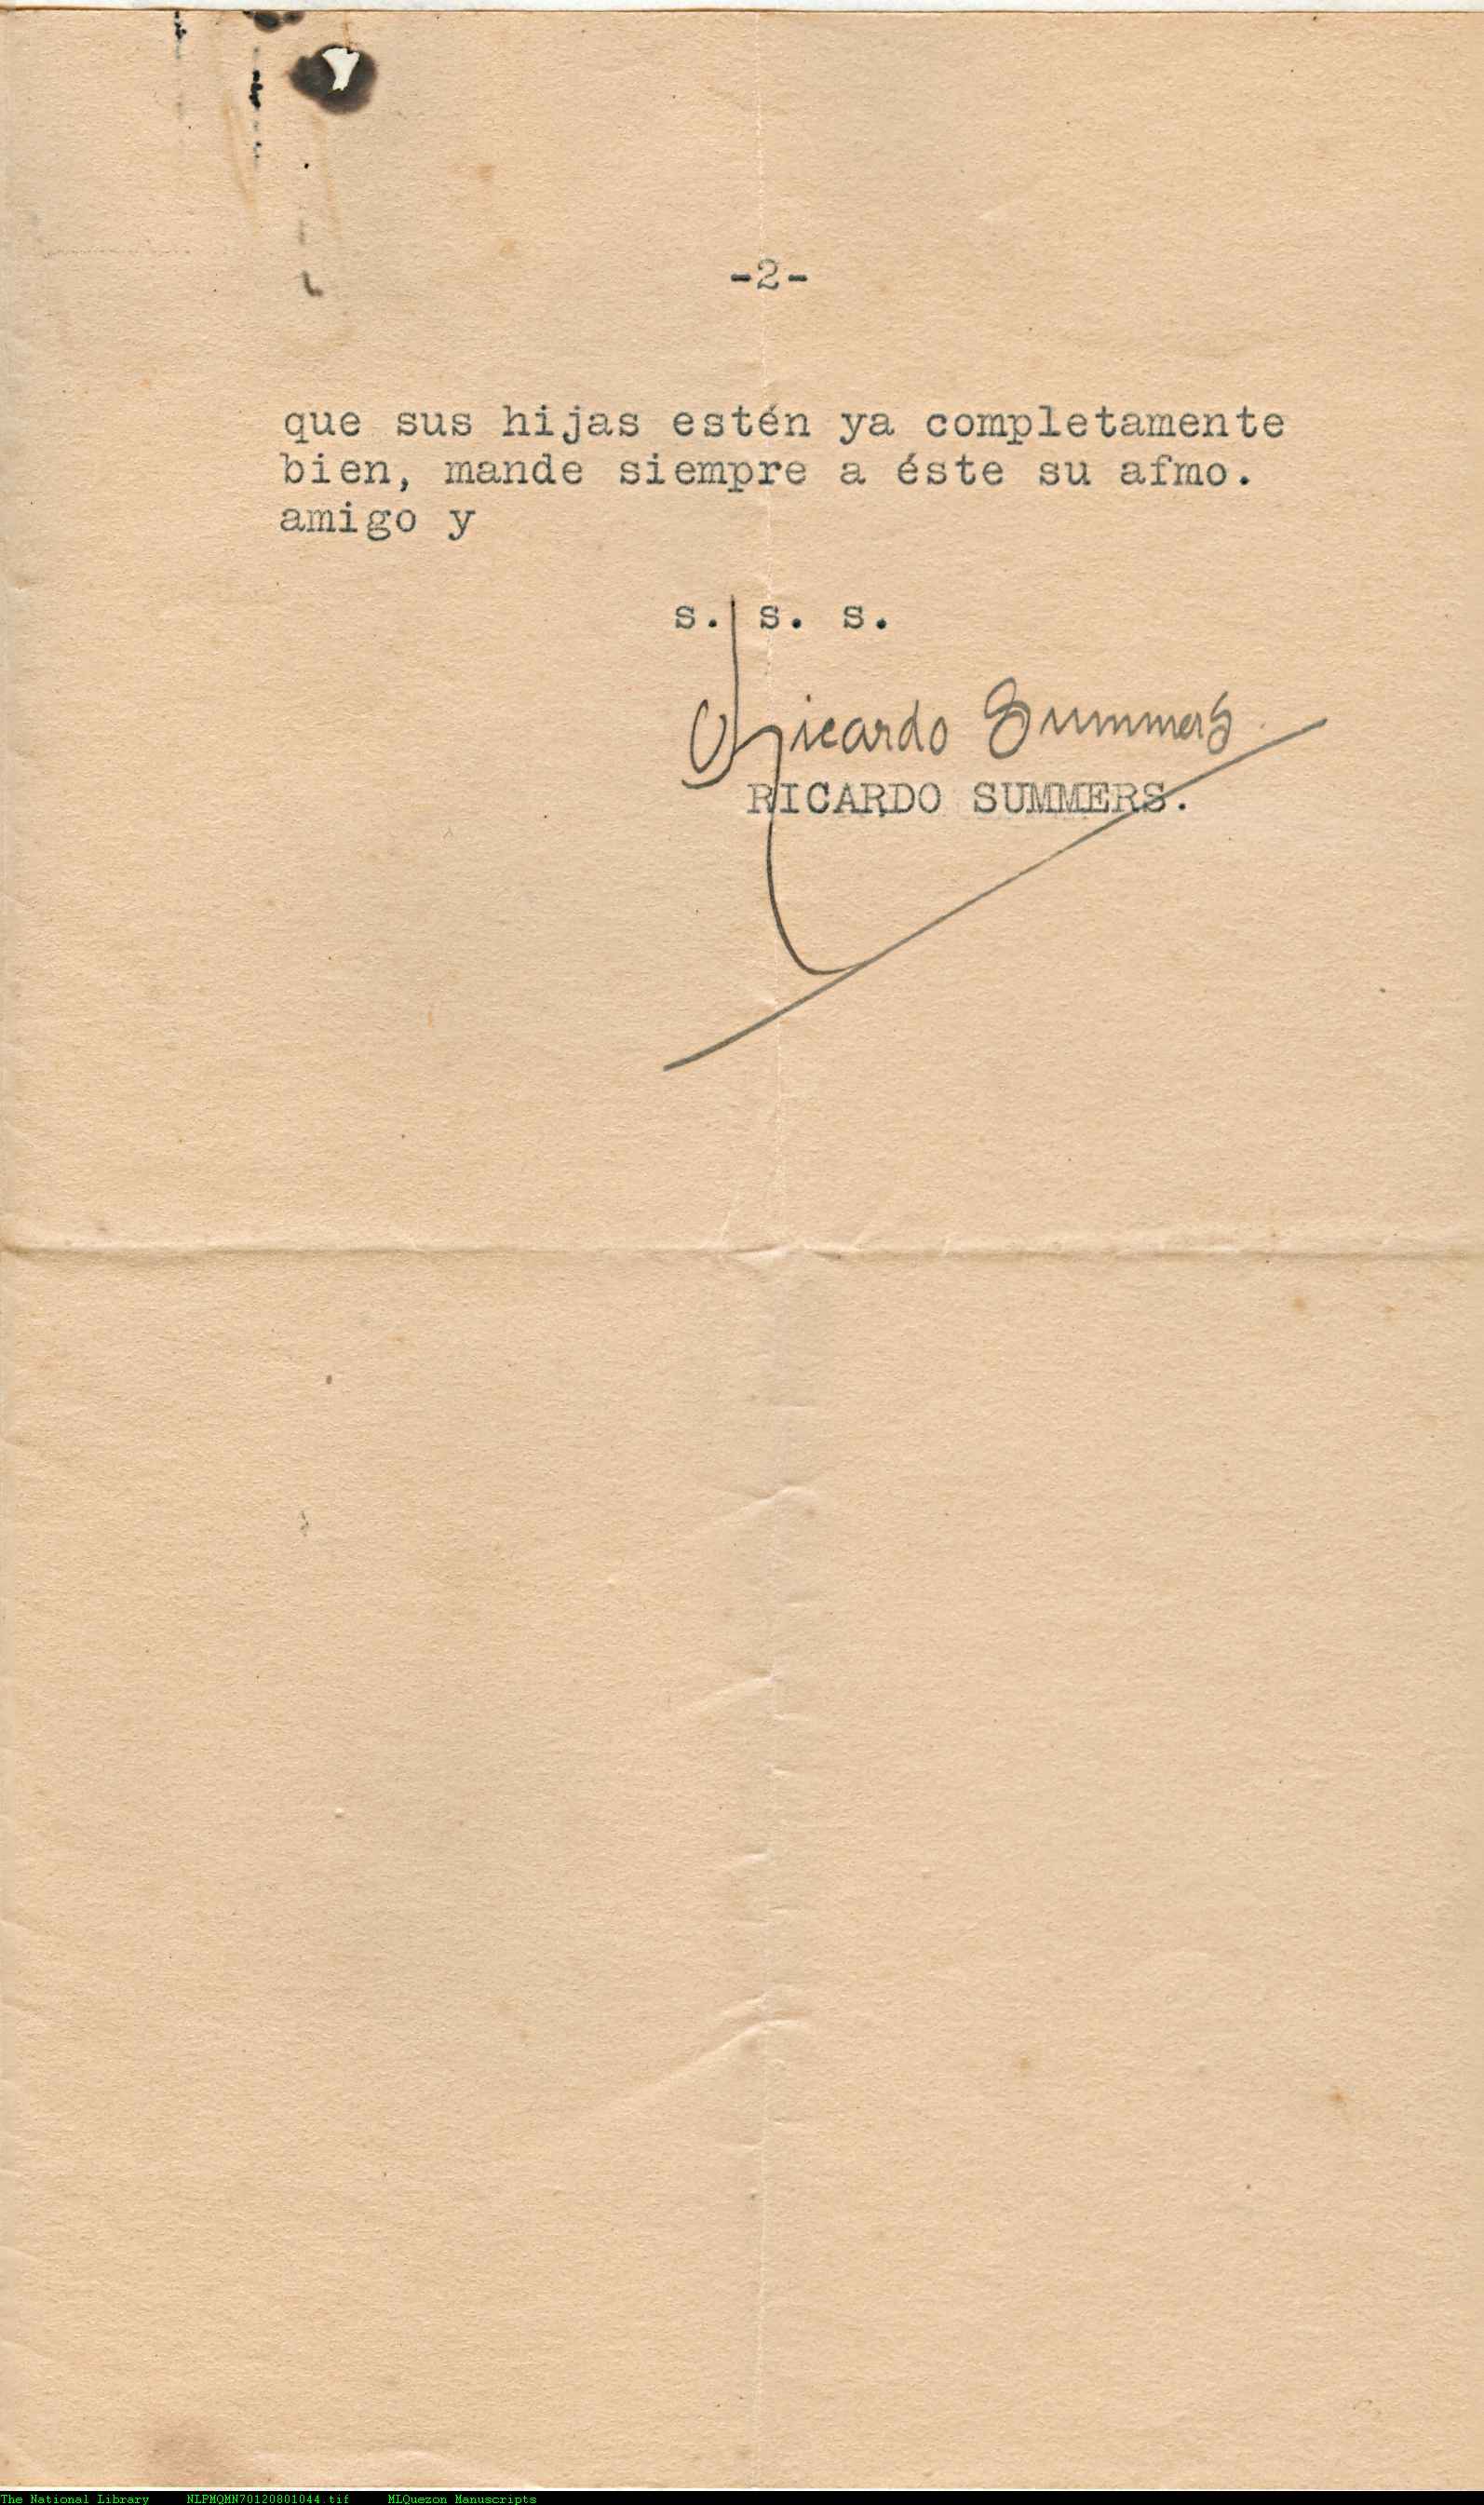 -2-
que sus hijas estén ya completamente
bien, mande siempre a éste su afmo.
amigo y
s. s. s.
Ricardo Summers
RICARDO SUMMERS.
The National Library NLPMQMN70120801044.tif MLQuezon Manuscripts